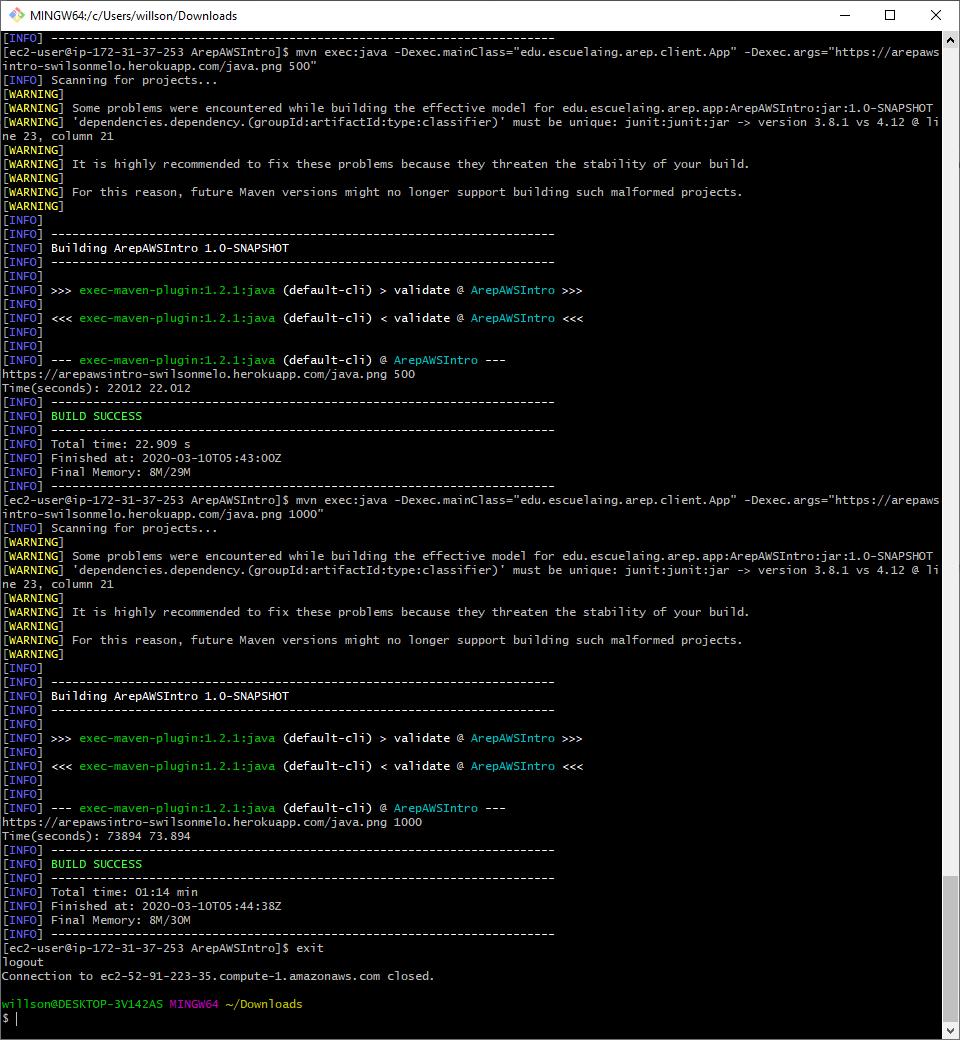 MINGW64:/c/Users/willson/Downloads
[INFO] ------------------------------------------------------------------------
[ec2-user@ip-172-31-37-253 ArepAWSIntro]$ mvn exec:java -Dexec.mainClass="edu.escuelaing.arep.client.App" -Dexec.args="https://arepaws
intro-swilsonmelo.herokuapp.com/java.png 500"
[INFO] Scanning for projects...
[WARNING]
[WARNING] Some problems were encountered while building the effective model for edu.escuelaing.arep.app:ArepAWSIntro:jar:1.0-SNAPSHOT
[WARNING] 'dependencies.dependency.(groupId:artifactId:type:classifier)' must be unique: junit:junit:jar -> version 3.8.1 vs 4.12 @ li
ne 23, column 21
[WARNING]
[WARNING] It is highly recommended to fix these problems because they threaten the stability of your build.
[WARNING]
[WARNING] For this reason, future Maven versions might no longer support building such malformed projects.
[WARNING]
[INFO]
[INFO] ------------------------------------------------------------------------
[INFO] Building ArepAWSIntro 1.0-SNAPSHOT
[INFO] ------------------------------------------------------------------------
[INFO]
[INFO] >>> exec-maven-plugin:1.2.1:java (default-cli) > validate @ ArepAWSIntro >>>
[INFO]
[INFO] <<< exec-maven-plugin:1.2.1:java (default-cli) < validate @ ArepAWSIntro <<<
[INFO]
[INFO]
[INFO] --- exec-maven-plugin:1.2.1:java (default-cli) @ ArepAWSIntro ---
https://arepawsintro-swilsonmelo.herokuapp.com/java.png 500
Time(seconds): 22012 22.012
[INFO] ------------------------------------------------------------------------
[INFO] BUILD SUCCESS
[INFO] ------------------------------------------------------------------------
[INFO] Total time: 22.909 s
[INFO] Finished at: 2020-03-10T05:43:00Z
[INFO] Final Memory: 8M/29M
[INFO] ------------------------------------------------------------------------
[ec2-user@ip-172-31-37-253 ArepAWSIntro]$ mvn exec:java -Dexec.mainClass="edu.escuelaing.arep.client.App" -Dexec.args="https://arepaws
intro-swilsonmelo.herokuapp.com/java.png 1000"
[INFO] Scanning for projects...
[WARNING]
[WARNING] Some problems were encountered while building the effective model for edu.escuelaing.arep.app:ArepAWSIntro:jar:1.0-SNAPSHOT
[WARNING] 'dependencies.dependency.(groupId:artifactId:type:classifier)' must be unique: junit:junit:jar -> version 3.8.1 vs 4.12 @ li
ne 23, column 21
[WARNING]
[WARNING] It is highly recommended to fix these problems because they threaten the stability of your build.
[WARNING]
[WARNING] For this reason, future Maven versions might no longer support building such malformed projects.
[WARNING]
[INFO]
[INFO] ------------------------------------------------------------------------
[INFO] Building ArepAWSIntro 1.0-SNAPSHOT
[INFO] ------------------------------------------------------------------------
[INFO]
[INFO] >>> exec-maven-plugin:1.2.1:java (default-cli) > validate @ ArepAWSIntro >>>
[INFO]
[INFO] <<< exec-maven-plugin:1.2.1:java (default-cli) < validate @ ArepAWSIntro <<<
[INFO]
[INFO]
[INFO] --- exec-maven-plugin:1.2.1:java (default-cli) @ ArepAWSIntro ---
https://arepawsintro-swilsonmelo.herokuapp.com/java.png 1000
Time(seconds): 73894 73.894
[INFO] ------------------------------------------------------------------------
[INFO] BUILD SUCCESS
[INFO] ------------------------------------------------------------------------
[INFO] Total time: 01:14 min
[INFO] Finished at: 2020-03-10T05:44:38Z
[INFO] Final Memory: 8M/30M
[INFO] ------------------------------------------------------------------------
[ec2-user@ip-172-31-37-253 ArepAWSIntro]$ exit
logout
Connection to ec2-52-91-223-35.compute-1.amazonaws.com closed.
willson@DESKTOP-3V142AS MINGW64 ~/Downloads
$